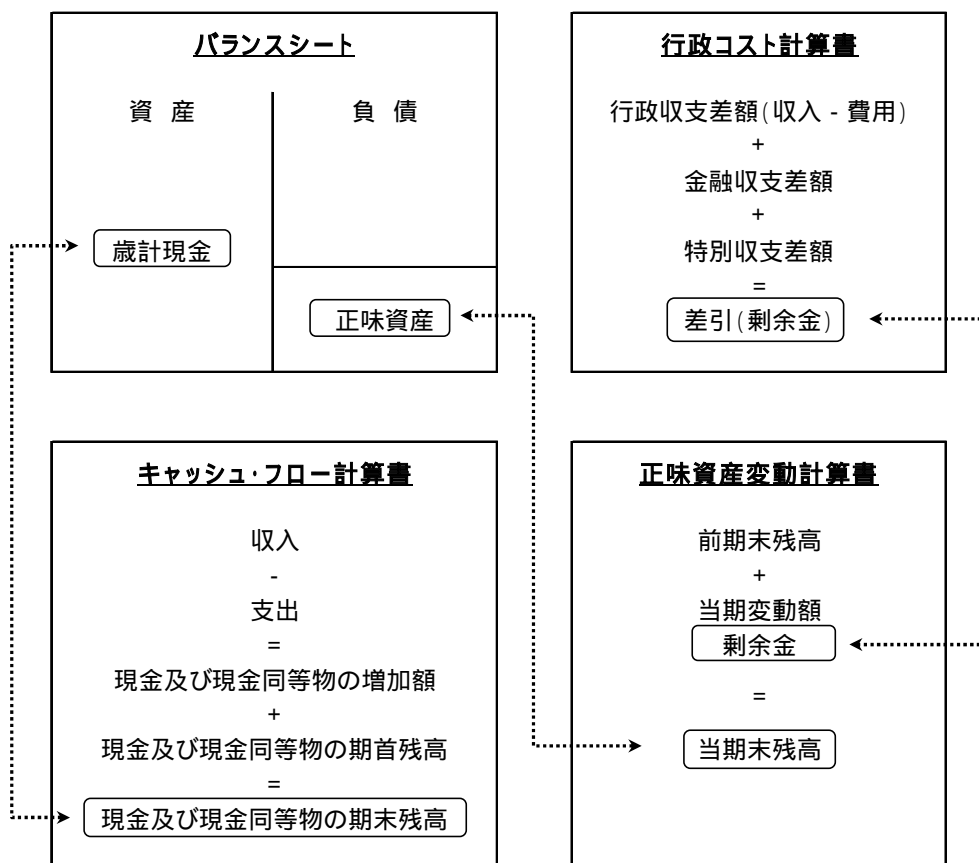 バランスシート
資 産
負 債
歳計現金
正味資産
行政コスト計算書
行政収支差額(収入 - 費用)
+
金融収支差額
+
特別収支差額
=
差引(剰余金)
キャッシュ・フロー計算書
収入
-
支出
=
現金及び現金同等物の増加額
+
現金及び現金同等物の期首残高
=
現金及び現金同等物の期末残高
正味資産変動計算書
前期末残高
+
当期変動額
剰余金
=
当期末残高